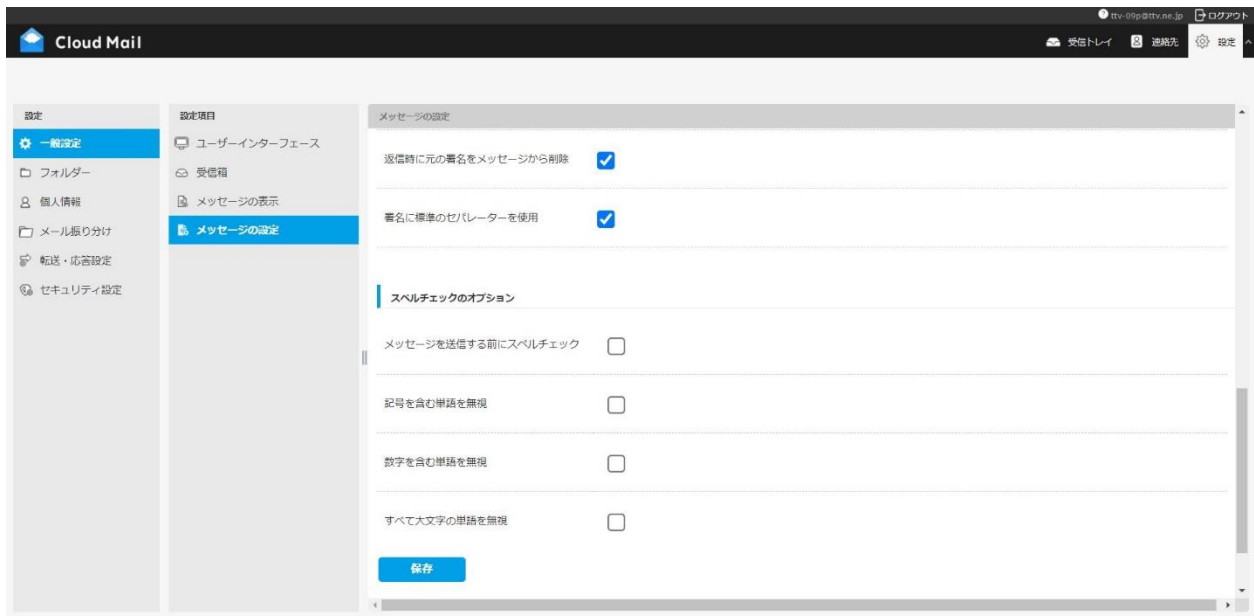 ttv-09p@ttv.ne.jp ログアウト
Cloud Mail
受信トレイ 連絡先 設定
設定
一般設定
フォルダー
個人情報
メール振り分け
転送・応答設定
セキュリティ設定
設定項目
ユーザーインターフェース
受信箱
メッセージの表示
メッセージの設定
メッセージの設定
返信時に元の署名をメッセージから削除
署名に標準のセパレーターを使用
スペルチェックのオプション
メッセージを送信する前にスペルチェック
記号を含む単語を無視
数字を含む単語を無視
すべて大文字の単語を無視
保存